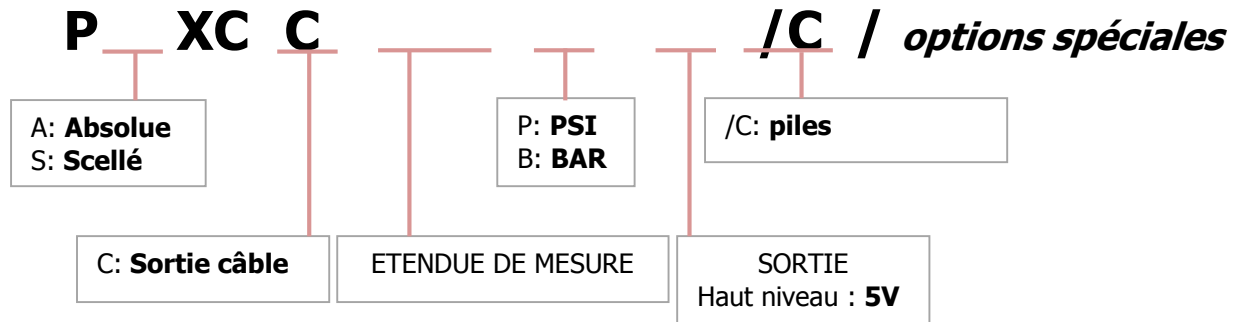 P XC C /C / options spéciales
A: Absolue
S: Scellé
P: PSI
B: BAR
/C: piles
C: Sortie câble
ETENDUE DE MESURE
SORTIE
Haut niveau : 5V